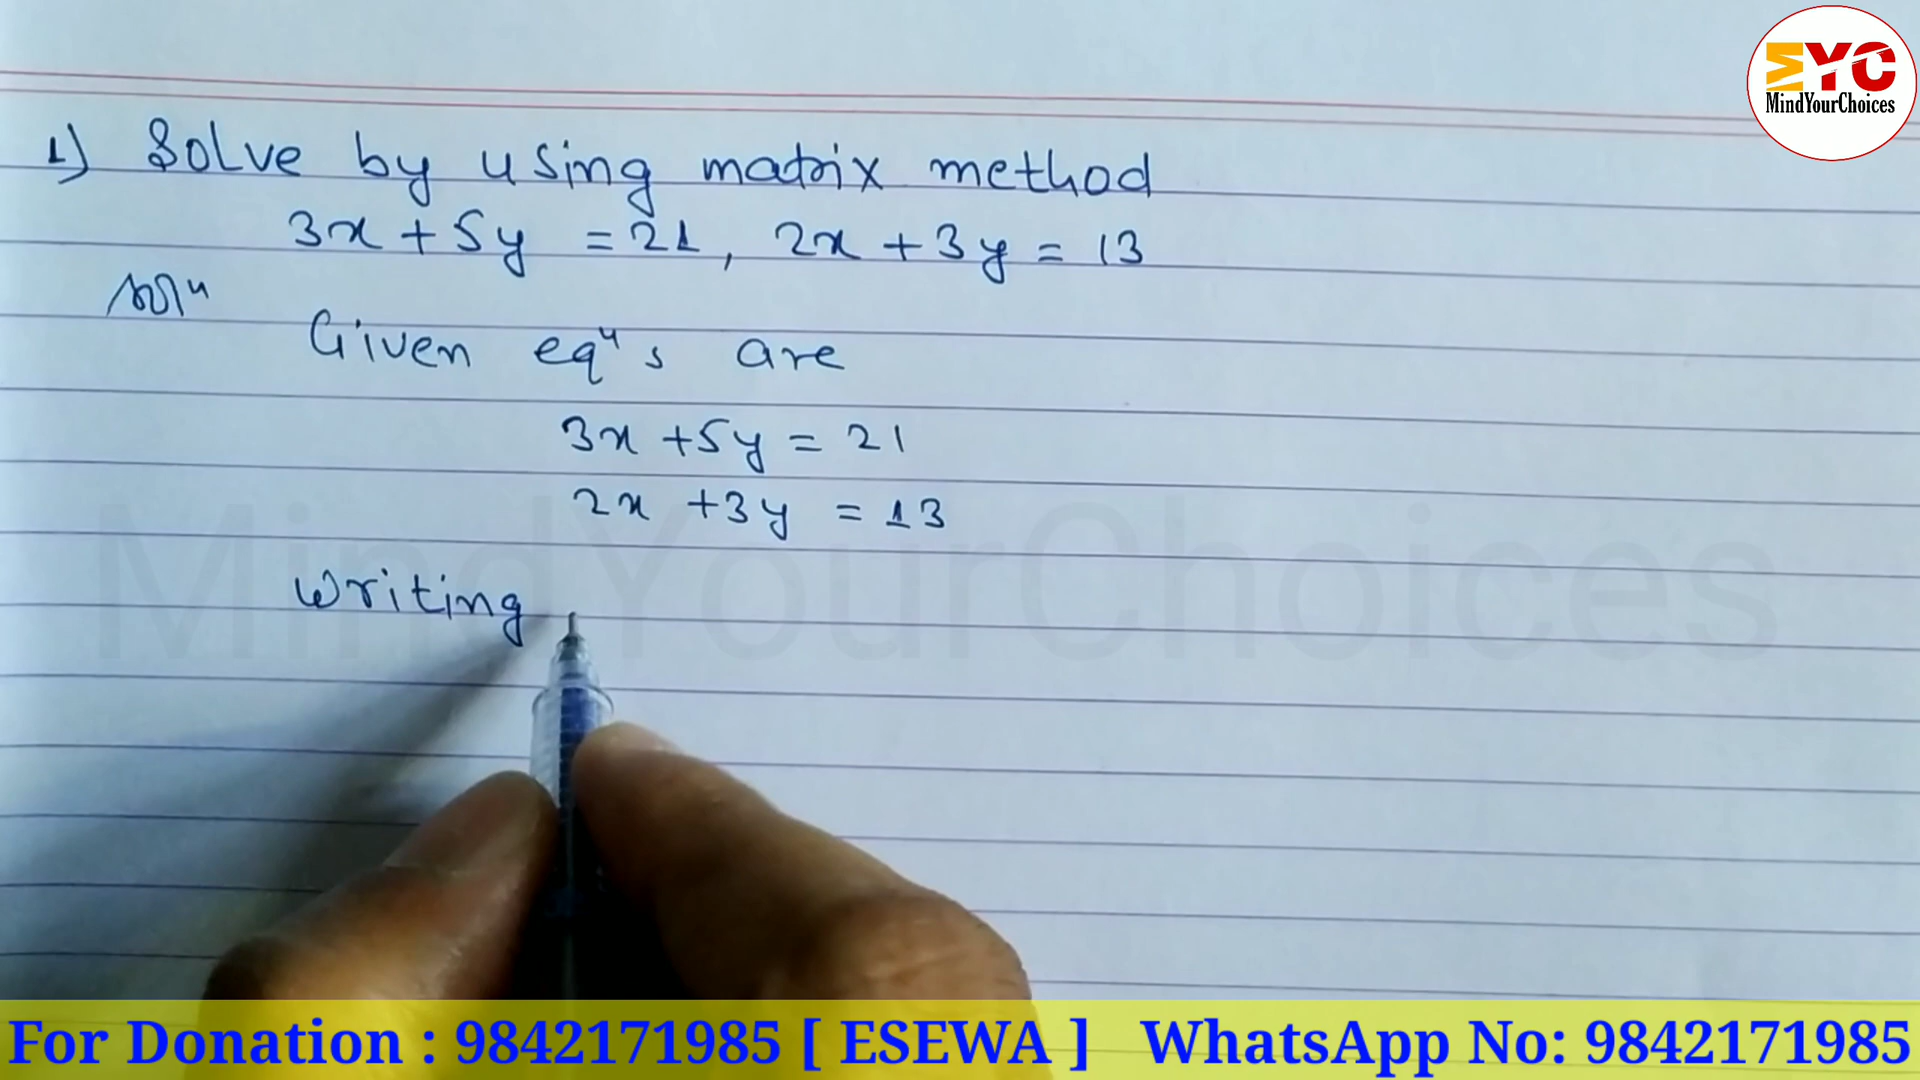 MYC
MindYourChoices
1) Solve by using matrix method
3x + 5y = 21, 2x + 3y = 13
Solⁿ
Given eqⁿs are
3x + 5y = 21
2x + 3y = 13
Writing
MindYourChoices
For Donation : 9842171985 [ ESEWA ] WhatsApp No: 9842171985